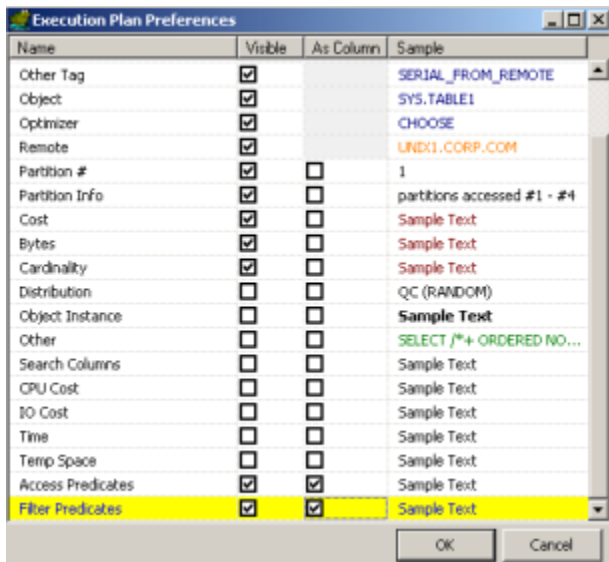 Execution Plan Preferences
Name Visible As Column Sample
Other Tag SERIAL_FROM_REMOTE
Object SYS.TABLE1
Optimizer CHOOSE
Remote UNIX1.CORP.COM
Partition # 1
Partition Info partitions accessed #1 - #4
Cost Sample Text
Bytes Sample Text
Cardinality Sample Text
Distribution QC (RANDOM)
Object Instance Sample Text
Other SELECT /*+ ORDERED NO...
Search Columns Sample Text
CPU Cost Sample Text
IO Cost Sample Text
Time Sample Text
Temp Space Sample Text
Access Predicates Sample Text
Filter Predicates Sample Text
OK Cancel